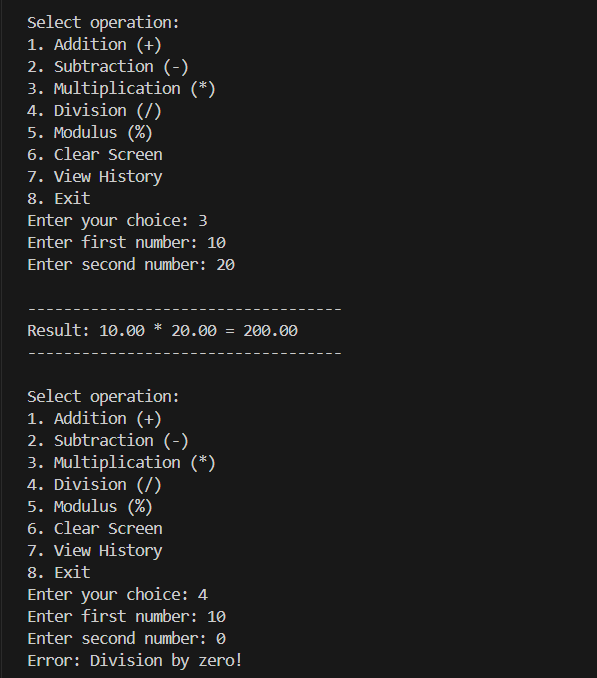 Select operation:
1. Addition (+)
2. Subtraction (-)
3. Multiplication (*)
4. Division (/)
5. Modulus (%)
6. Clear Screen
7. View History
8. Exit
Enter your choice: 3
Enter first number: 10
Enter second number: 20
-----------------------------------
Result: 10.00 * 20.00 = 200.00
-----------------------------------
Select operation:
1. Addition (+)
2. Subtraction (-)
3. Multiplication (*)
4. Division (/)
5. Modulus (%)
6. Clear Screen
7. View History
8. Exit
Enter your choice: 4
Enter first number: 10
Enter second number: 0
Error: Division by zero!